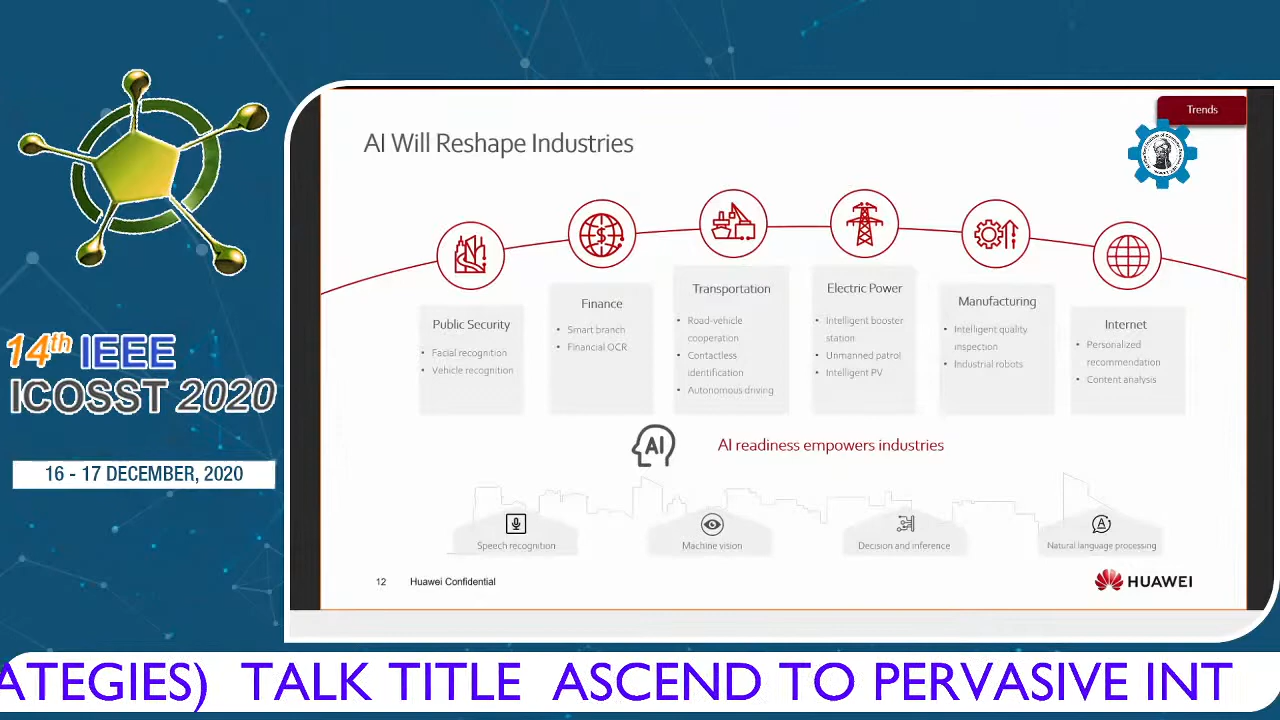 Trends
AI Will Reshape Industries
14th IEEE
ICOSST 2020
16 - 17 DECEMBER, 2020
Public Security
• Facial recognition
• Vehicle recognition
Finance
• Smart branch
• Financial OCR
Transportation
• Road-vehicle
cooperation
• Contactless
identification
• Autonomous driving
Electric Power
• Intelligent booster
station
• Unmanned patrol
• Intelligent PV
Manufacturing
• Intelligent quality
inspection
• Industrial robots
Internet
• Personalized
recommendation
• Content analysis
AI
AI readiness empowers industries
Speech recognition
Machine vision
Decision and inference
A
Natural language processing
12 Huawei Confidential
HUAWEI
ATEGIES) TALK TITLE ASCEND TO PERVASIVE INT